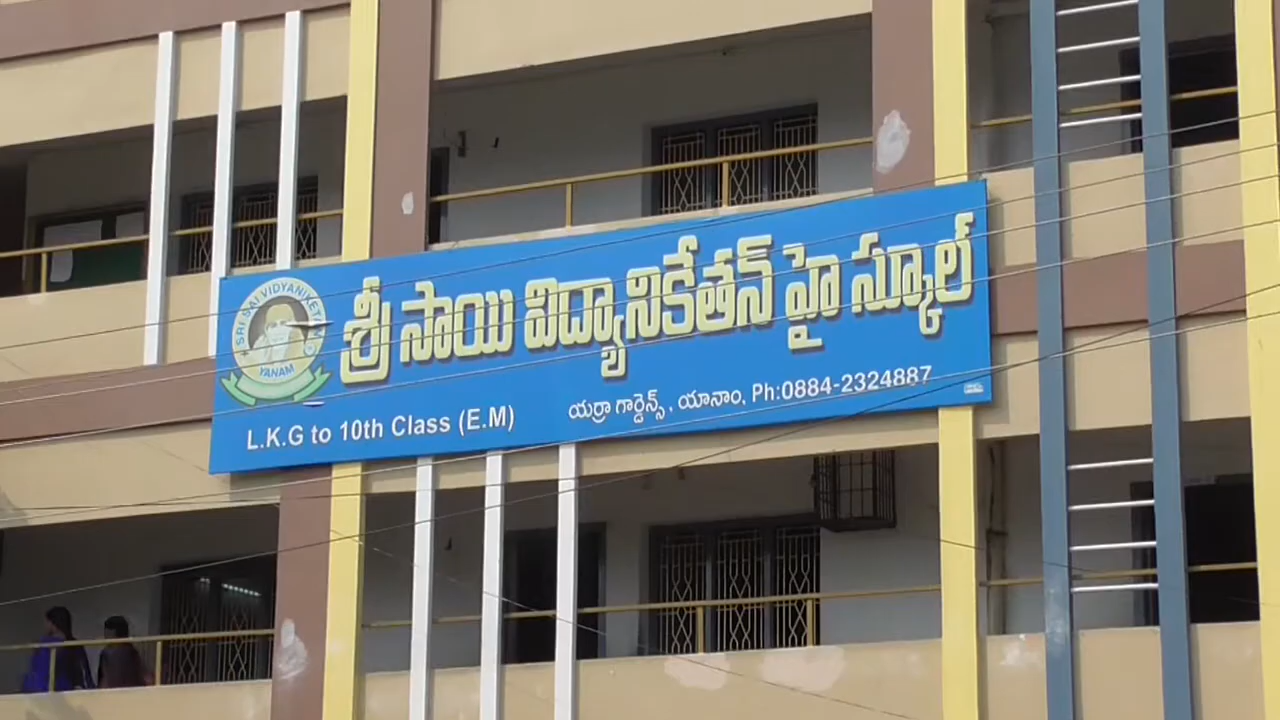 శ్రీ సాయి విద్యానికేతన్ హై స్కూల్
SRI SAI VIDYANIKETAN
YANAM
L.K.G to 10th Class (E.M)
యర్రా గార్డెన్స్, యానాం, Ph:0884-2324887